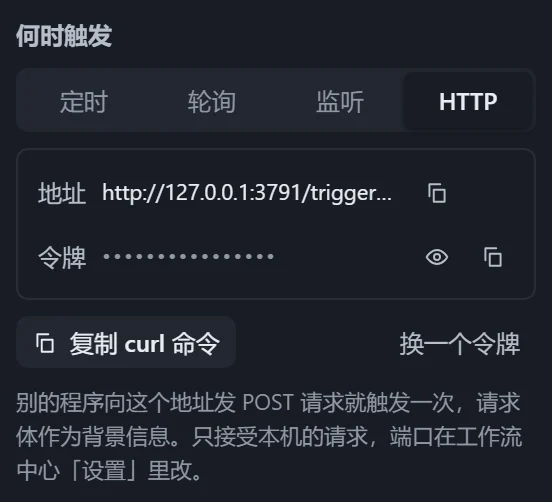 何时触发
定时 轮询 监听 HTTP
地址 http://127.0.0.1:3791/trigger...
令牌 ••••••••••••••••
复制 curl 命令 换一个令牌
别的程序向这个地址发 POST 请求就触发一次，请求
体作为背景信息。只接受本机的请求，端口在工作流
中心「设置」里改。